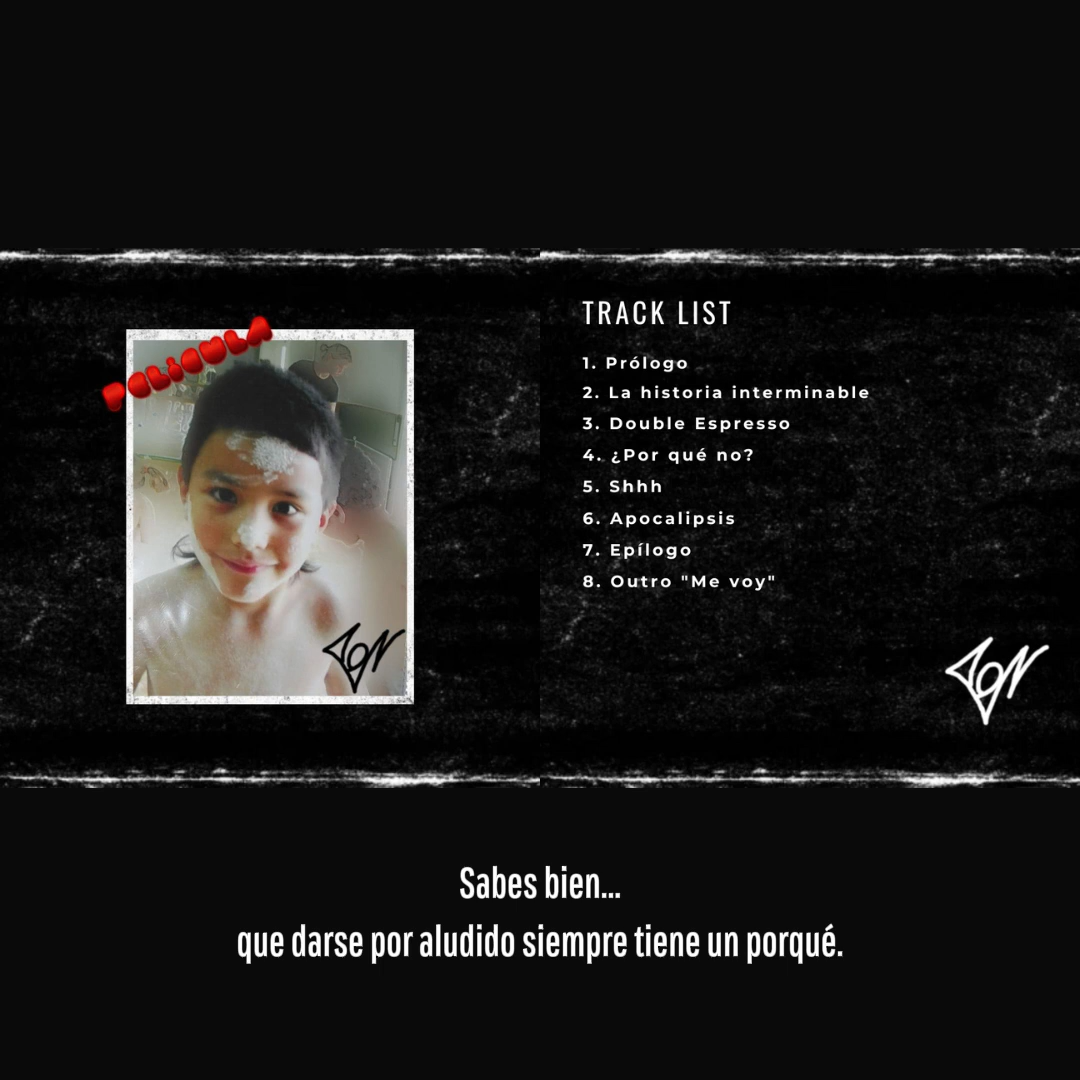 PELÍCULA
TRACK LIST
1. Prólogo
2. La historia interminable
3. Double Espresso
4. ¿Por qué no?
5. Shhh
6. Apocalipsis
7. Epílogo
8. Outro "Me voy"
Sabes bien...
que darse por aludido siempre tiene un porqué.